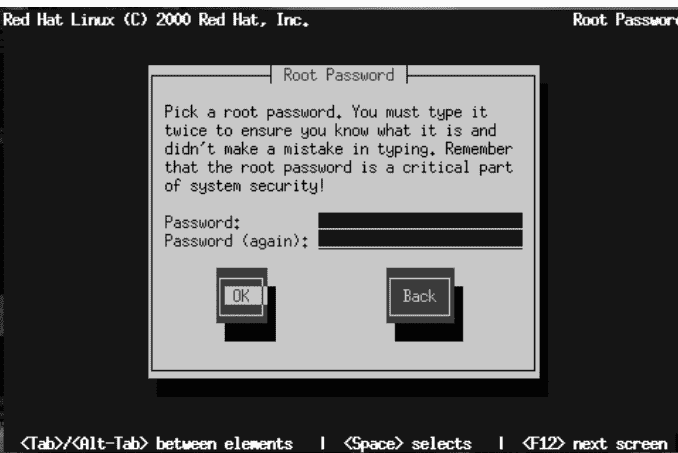 Red Hat Linux (C) 2000 Red Hat, Inc. Root Passwor
Root Password
Pick a root password. You must type it
twice to ensure you know what it is and
didn't make a mistake in typing. Remember
that the root password is a critical part
of system security!
Password:
Password (again):
OK Back
<Tab>/<Alt-Tab> between elements | <Space> selects | <F12> next screen